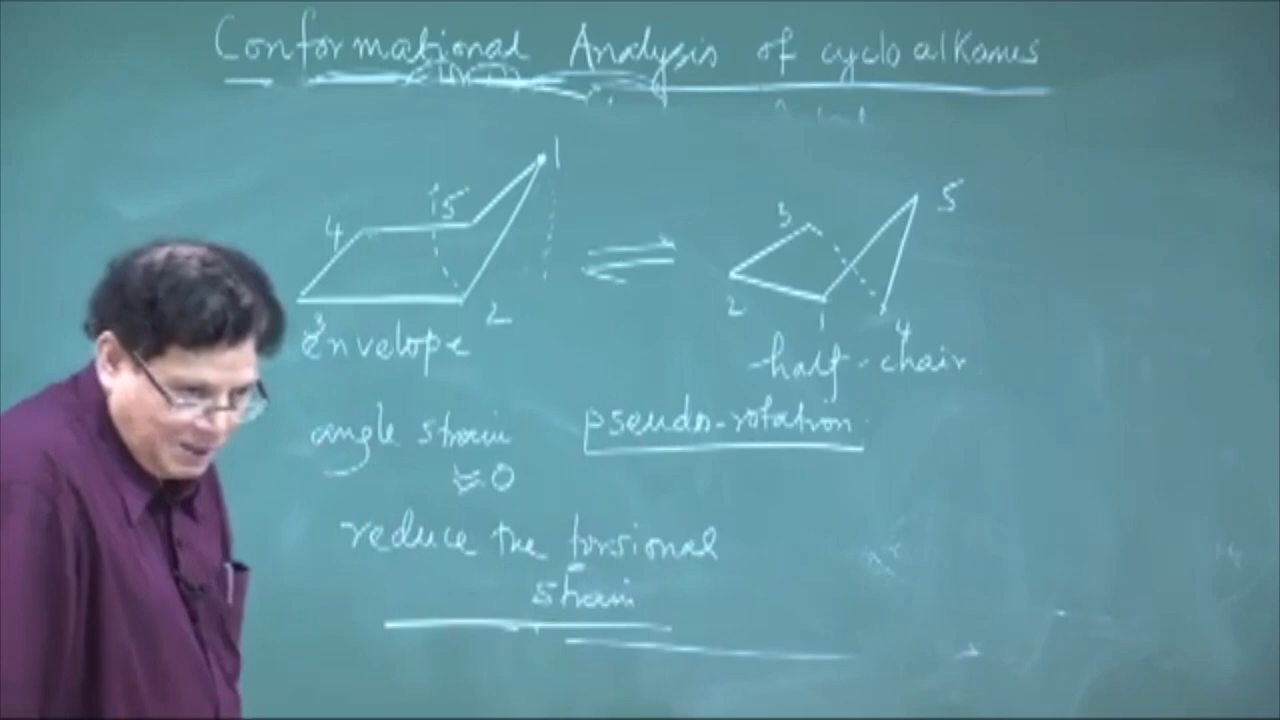 Conformational Analysis of cycloalkanes
1
4 5
3 2
envelope
3 5
2 1 4
half-chair
angle strain
≈ 0
pseudo-rotation
reduce the torsional
strain